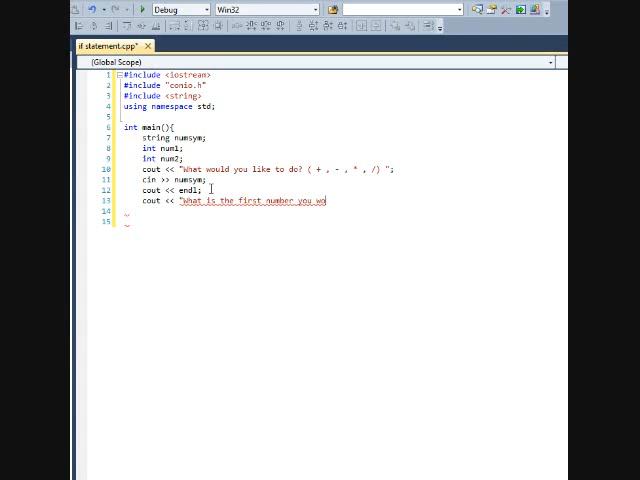 Debug Win32
if statement.cpp*
(Global Scope)
1 #include <iostream>
2 #include "conio.h"
3 #include <string>
4 using namespace std;
5
6 int main(){
7 string numsym;
8 int num1;
9 int num2;
10 cout << "What would you like to do? ( + , - , * , /) ";
11 cin >> numsym;
12 cout << endl;
13 cout << "What is the first number you wo
14
15